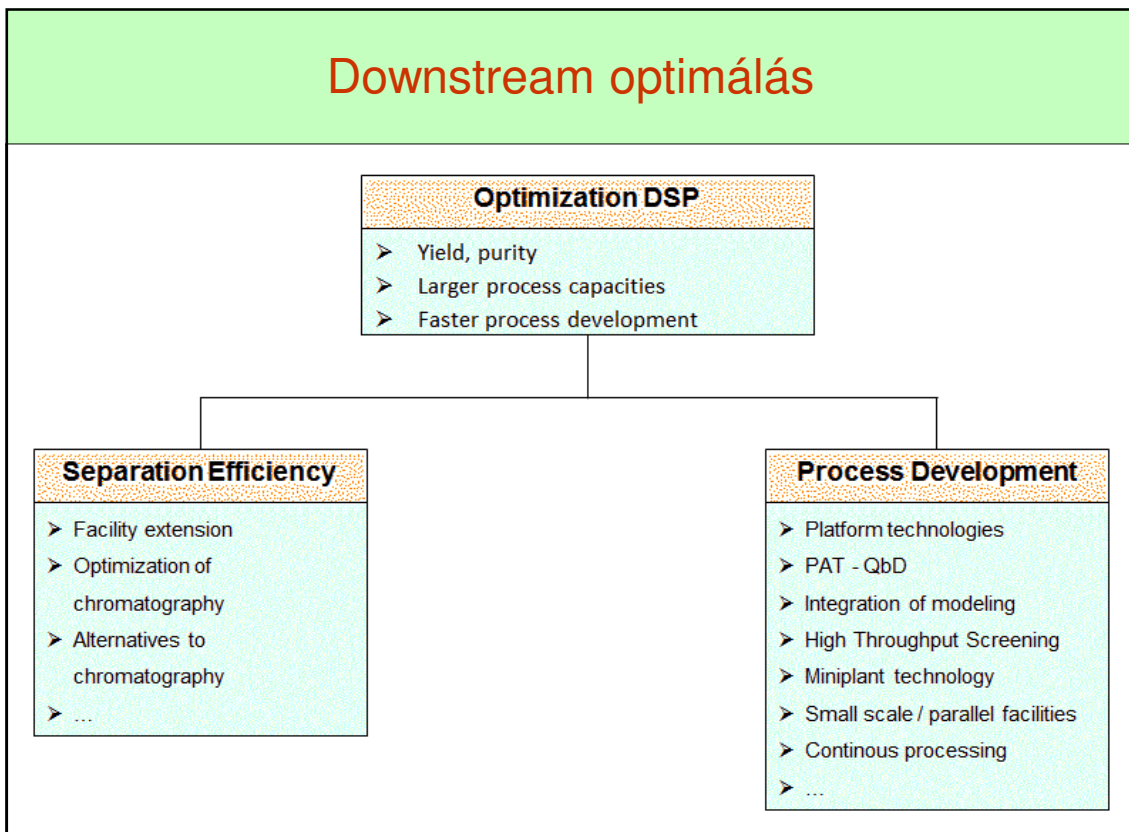 Downstream optimálás
Optimization DSP
➤ Yield, purity
➤ Larger process capacities
➤ Faster process development
Separation Efficiency
➤ Facility extension
➤ Optimization of
chromatography
➤ Alternatives to
chromatography
➤ ...
Process Development
➤ Platform technologies
➤ PAT - QbD
➤ Integration of modeling
➤ High Throughput Screening
➤ Miniplant technology
➤ Small scale / parallel facilities
➤ Continous processing
➤ ...